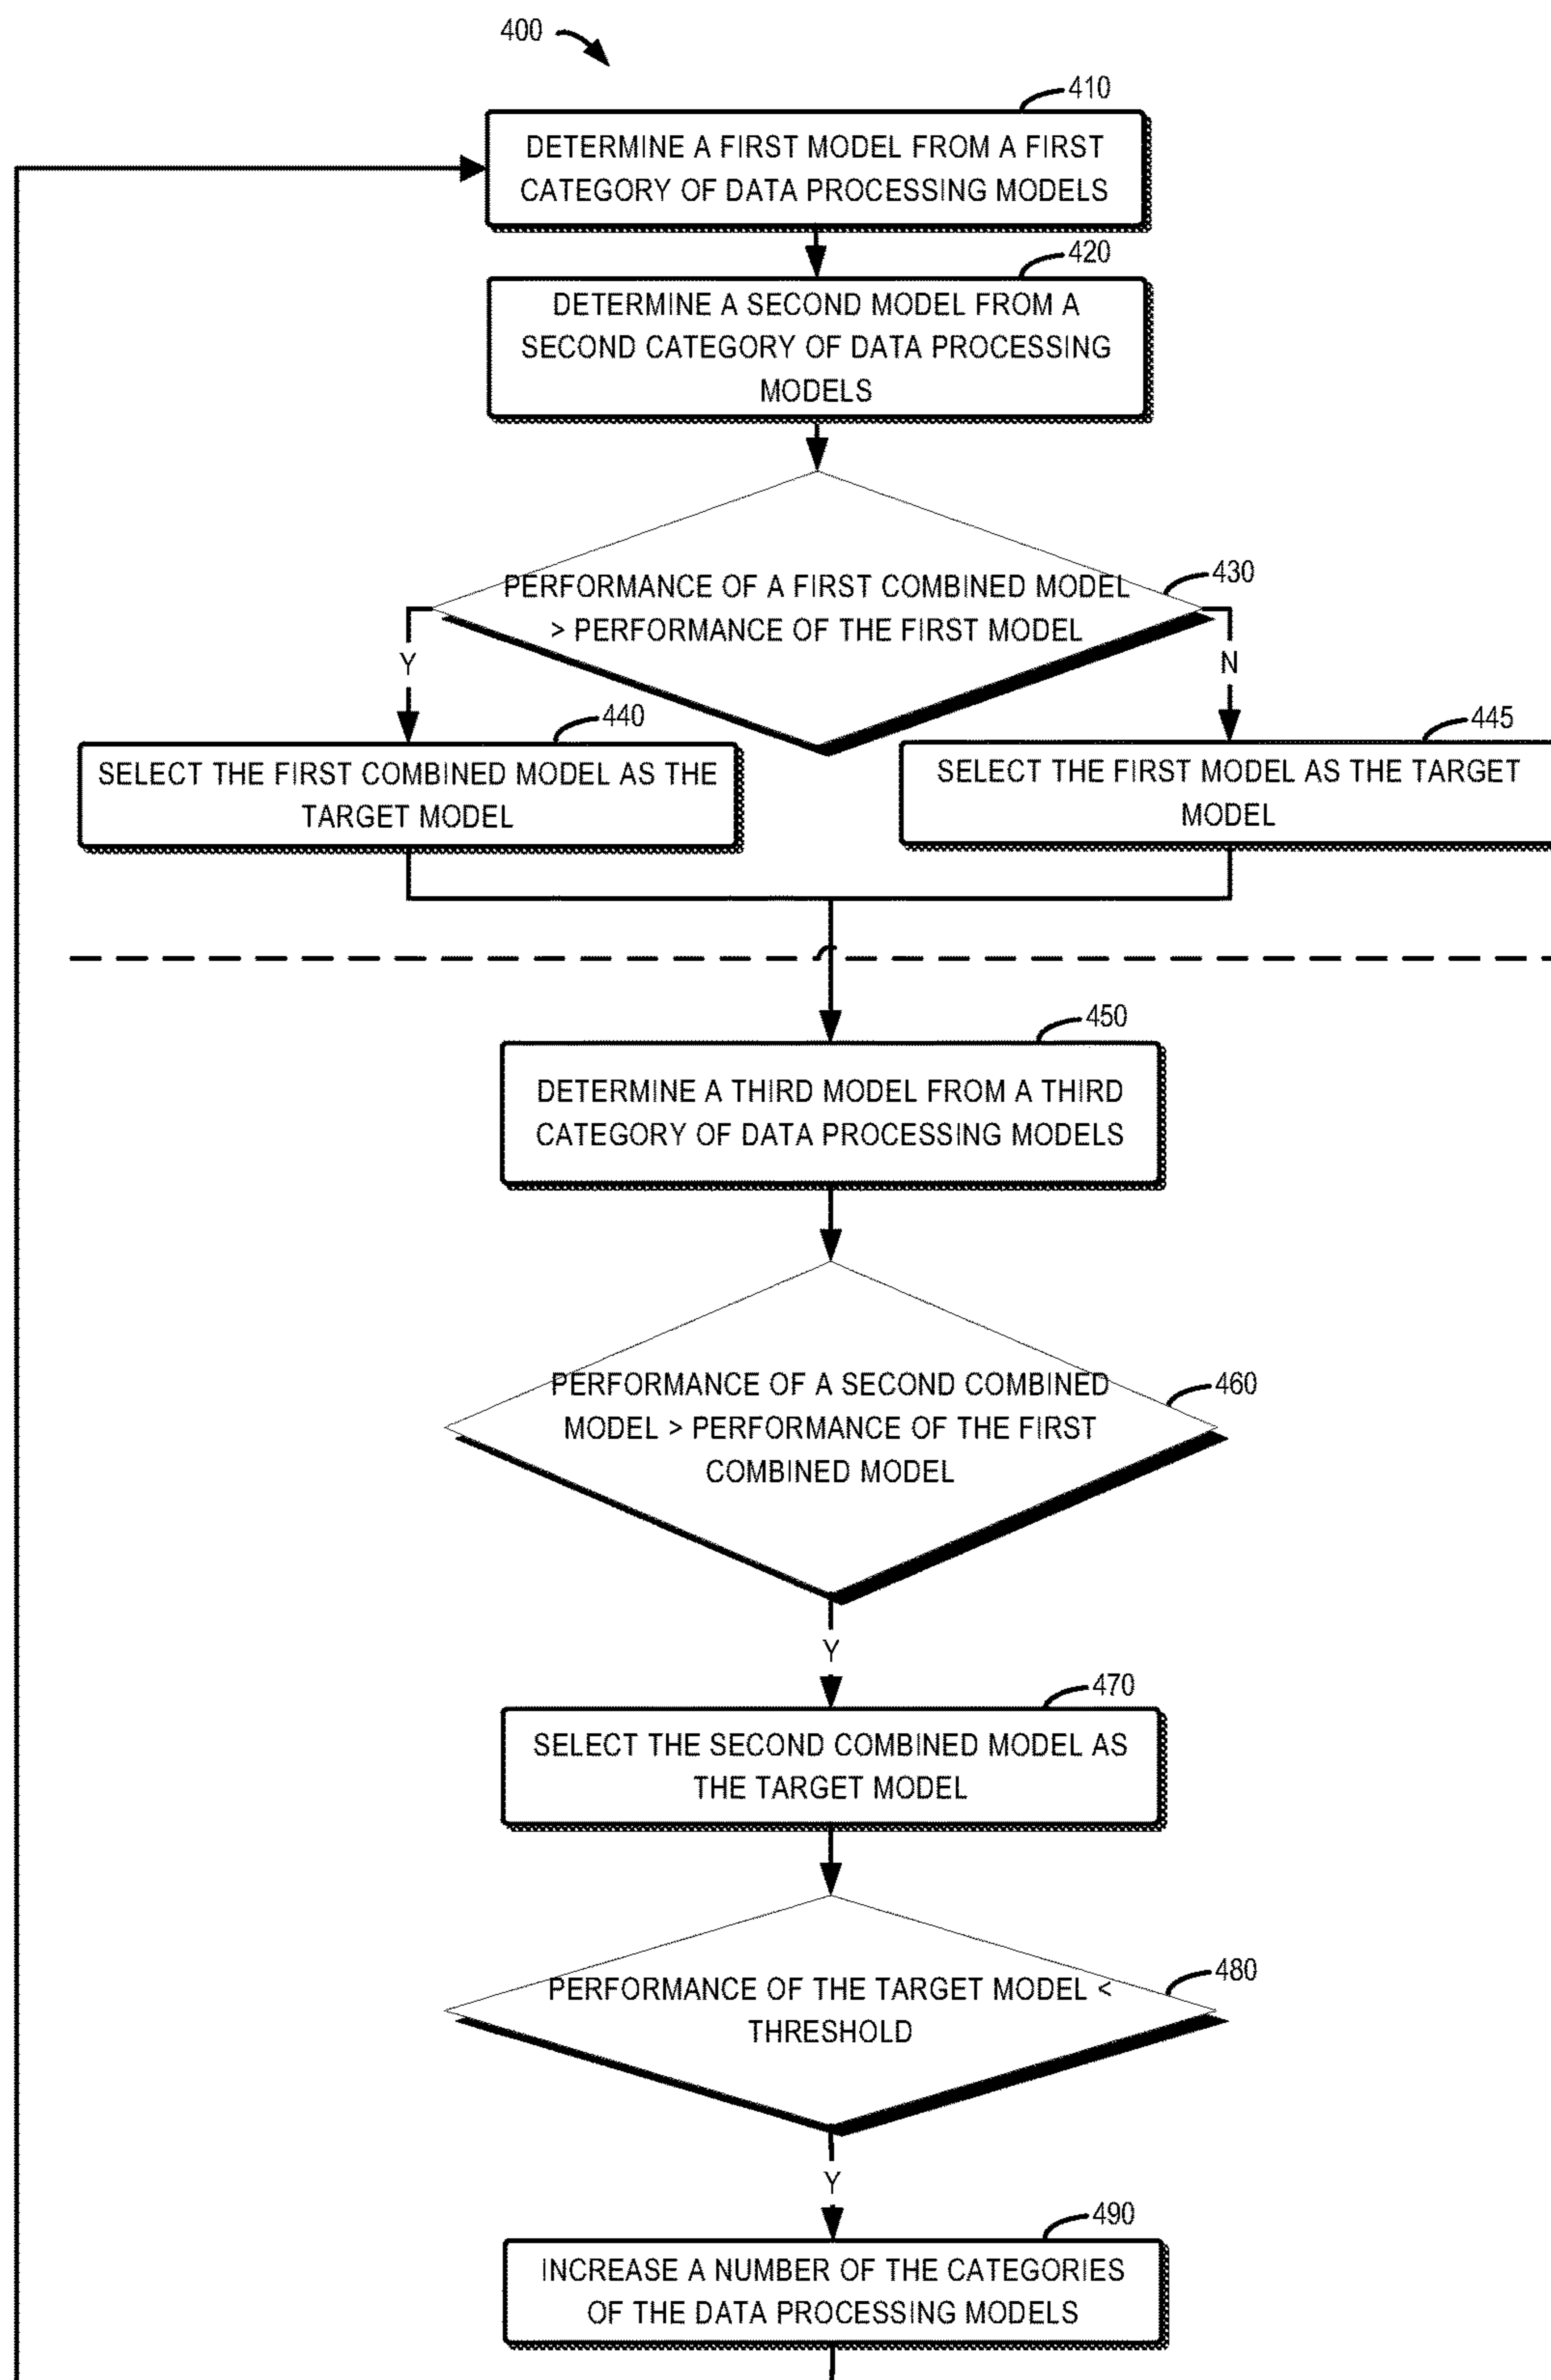 400
410
DETERMINE A FIRST MODEL FROM A FIRST
CATEGORY OF DATA PROCESSING MODELS
420
DETERMINE A SECOND MODEL FROM A
SECOND CATEGORY OF DATA PROCESSING
MODELS
430
PERFORMANCE OF A FIRST COMBINED MODEL
> PERFORMANCE OF THE FIRST MODEL
Y
N
440
SELECT THE FIRST COMBINED MODEL AS THE
TARGET MODEL
445
SELECT THE FIRST MODEL AS THE TARGET
MODEL
450
DETERMINE A THIRD MODEL FROM A THIRD
CATEGORY OF DATA PROCESSING MODELS
460
PERFORMANCE OF A SECOND COMBINED
MODEL > PERFORMANCE OF THE FIRST
COMBINED MODEL
Y
470
SELECT THE SECOND COMBINED MODEL AS
THE TARGET MODEL
480
PERFORMANCE OF THE TARGET MODEL <
THRESHOLD
Y
490
INCREASE A NUMBER OF THE CATEGORIES
OF THE DATA PROCESSING MODELS